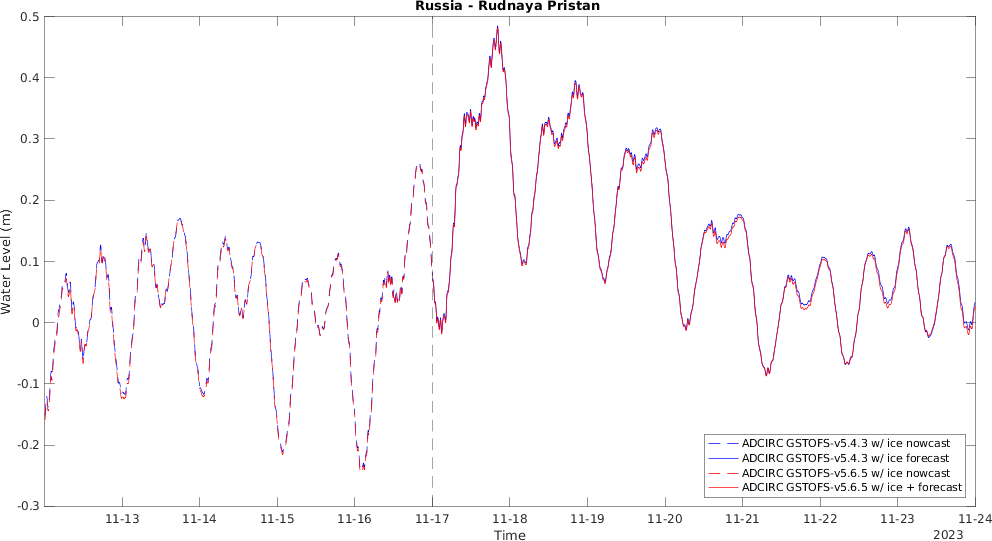 Russia - Rudnaya Pristan
Water Level (m)
0.5
0.4
0.3
0.2
0.1
0
-0.1
-0.2
-0.3
ADCIRC GSTOFS-v5.4.3 w/ ice nowcast
ADCIRC GSTOFS-v5.4.3 w/ ice forecast
ADCIRC GSTOFS-v5.6.5 w/ ice nowcast
ADCIRC GSTOFS-v5.6.5 w/ ice + forecast
11-13 11-14 11-15 11-16 11-17 11-18 11-19 11-20 11-21 11-22 11-23 11-24
Time
2023